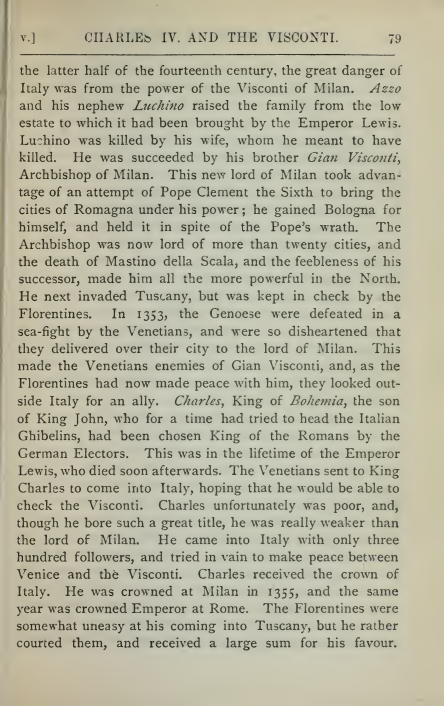 v.] CHARLES IV. AND THE VISCONTI. 79
the latter half of the fourteenth century, the great danger of
Italy was from the power of the Visconti of Milan. Azzo
and his nephew Luchino raised the family from the low
estate to which it had been brought by the Emperor Lewis.
Luchino was killed by his wife, whom he meant to have
killed. He was succeeded by his brother Gian Visconti,
Archbishop of Milan. This new lord of Milan took advan-
tage of an attempt of Pope Clement the Sixth to bring the
cities of Romagna under his power; he gained Bologna for
himself, and held it in spite of the Pope's wrath. The
Archbishop was now lord of more than twenty cities, and
the death of Mastino della Scala, and the feebleness of his
successor, made him all the more powerful in the North.
He next invaded Tuscany, but was kept in check by the
Florentines. In 1353, the Genoese were defeated in a
sea-fight by the Venetians, and were so disheartened that
they delivered over their city to the lord of Milan. This
made the Venetians enemies of Gian Visconti, and, as the
Florentines had now made peace with him, they looked out-
side Italy for an ally. Charles, King of Bohemia, the son
of King John, who for a time had tried to head the Italian
Ghibelins, had been chosen King of the Romans by the
German Electors. This was in the lifetime of the Emperor
Lewis, who died soon afterwards. The Venetians sent to King
Charles to come into Italy, hoping that he would be able to
check the Visconti. Charles unfortunately was poor, and,
though he bore such a great title, he was really weaker than
the lord of Milan. He came into Italy with only three
hundred followers, and tried in vain to make peace between
Venice and the Visconti. Charles received the crown of
Italy. He was crowned at Milan in 1355, and the same
year was crowned Emperor at Rome. The Florentines were
somewhat uneasy at his coming into Tuscany, but he rather
courted them, and received a large sum for his favour.